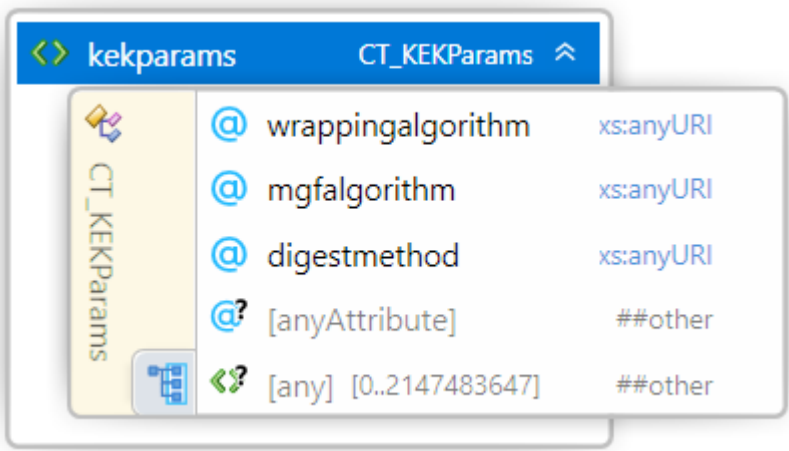 kekparams CT_KEKParams
CT_KEKParams
@ wrappingalgorithm xs:anyURI
@ mgfalgorithm xs:anyURI
@ digestmethod xs:anyURI
@? [anyAttribute] ##other
<>? [any] [0..2147483647] ##other